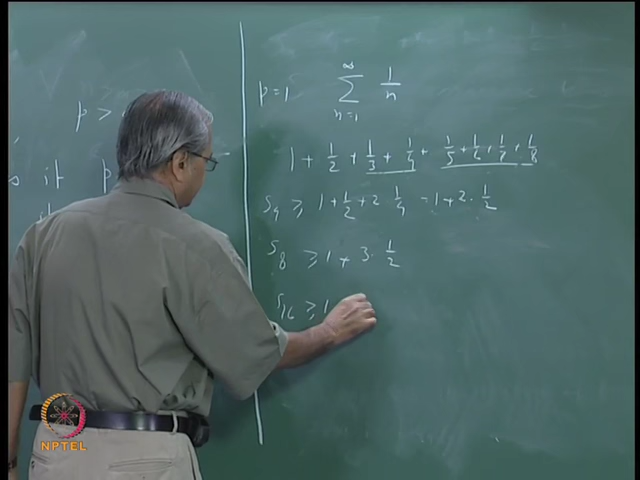 p >
s it p
p = 1 ∑_{n=1}^{∞} 1/n
1 + 1/2 + 1/3 + 1/4 + 1/5 + 1/6 + 1/7 + 1/8
S_4 ≥ 1 + 1/2 + 2 1/4 = 1 + 2 · 1/2
S_8 ≥ 1 + 3 · 1/2
S_16 ≥ 1
NPTEL